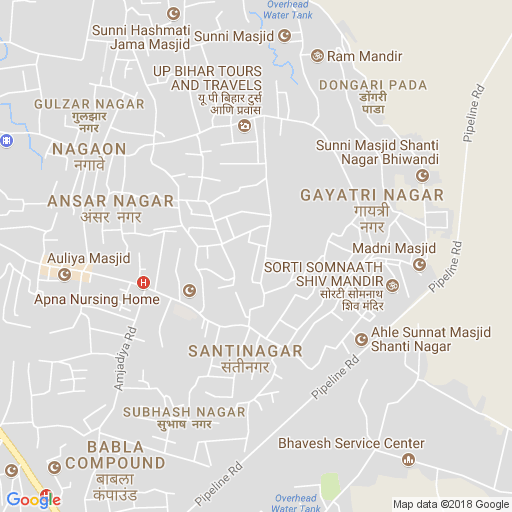 Overhead
Water Tank
Sunni Hashmati
Jama Masjid
Sunni Masjid
Ram Mandir
UP BIHAR TOURS
AND TRAVELS
यू पी बिहार टुर्स
आणि प्रवास
DONGARI PADA
डोंगरी
पाडा
Pipeline Rd
GULZAR NAGAR
गुलझार
नगर
NAGAON
नगावे
Sunni Masjid Shanti
Nagar Bhiwandi
ANSAR NAGAR
अंसर नगर
GAYATRI NAGAR
गायत्री
नगर
Madni Masjid
Pipeline Rd
Auliya Masjid
SORTI SOMNAATH
SHIV MANDIR
सोरटी सोमनाथ
शिव मंदिर
H
Apna Nursing Home
Amjadiya Rd
Ahle Sunnat Masjid
Shanti Nagar
SANTINAGAR
संतीनगर
Pipeline Rd
SUBHASH NAGAR
सुभाष नगर
BABLA
COMPOUND
बाबला
कंपाउंड
Bhavesh Service Center
Pipeline Rd
H
Overhead
Water Tank
Google
Map data ©2018 Google